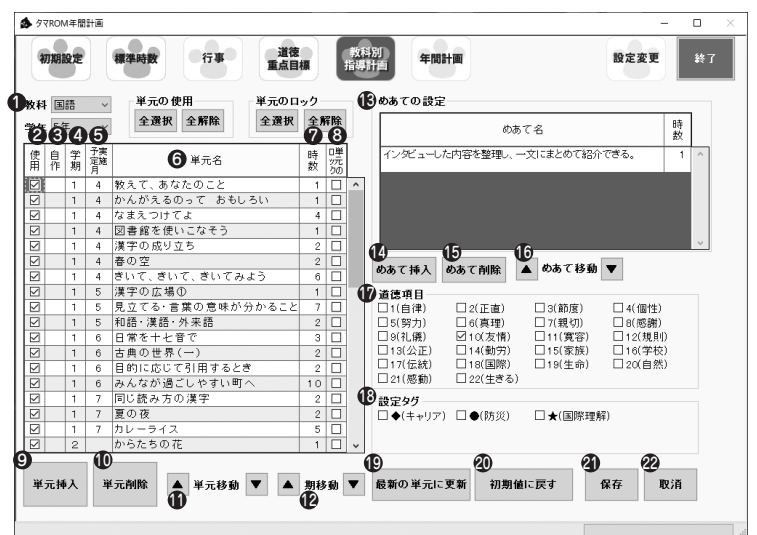 タマROM年間計画
初期設定 標準時数 行事 道徳重点目標 教科別指導計画 年間計画 設定変更 終了
❶教科 国語 単元の使用 単元のロック ⓭めあての設定
学年 5年 全選択 全解除 全選択 全解除
❷ ❸ ❹ ❺ ❼ ❽
使用 自作 学期 予定 実施月 ❻単元名 時数 単元のロック めあて名 時数
☑ 1 4 教えて、あなたのこと 1 ☐ インタビューした内容を整理し、一文にまとめて紹介できる。 1
☑ 1 4 かんがえるのって おもしろい 1 ☐
☑ 1 4 なまえつけてよ 4 ☐
☑ 1 4 図書館を使いこなそう 1 ☐
☑ 1 4 漢字の成り立ち 2 ☐
☑ 1 4 春の空 2 ☐
☑ 1 4 きいて、きいて、きいてみよう 6 ☐
☑ 1 5 漢字の広場① 1 ☐
☑ 1 5 見立てる・言葉の意味が分かること 7 ☐
☑ 1 5 和語・漢語・外来語 2 ☐
☑ 1 6 日常を十七音で 3 ☐
☑ 1 6 古典の世界(一) 2 ☐
☑ 1 6 目的に応じて引用するとき 2 ☐
☑ 1 6 みんなが過ごしやすい町へ 10 ☐
☑ 1 7 同じ読み方の漢字 2 ☐
☑ 1 7 夏の夜 2 ☐
☑ 1 7 カレーライス 5 ☐
☑ 2 からたちの花 1 ☐
⓮ ⓯ ⓰
めあて挿入 めあて削除 ▲ めあて移動 ▼
⓱道徳項目
☐1(自律) ☐2(正直) ☐3(節度) ☐4(個性)
☐5(努力) ☐6(真理) ☐7(親切) ☐8(感謝)
☐9(礼儀) ☑10(友情) ☐11(寛容) ☐12(規則)
☐13(公正) ☐14(勤労) ☐15(家族) ☐16(学校)
☐17(伝統) ☐18(国際) ☐19(生命) ☐20(自然)
☐21(感動) ☐22(生きる)
⓲設定タグ
☐◆(キャリア) ☐●(防災) ☐★(国際理解)
❾ ❿ ⓳ ⓴ ㉑ ㉒
単元挿入 単元削除 ▲ 単元移動 ▼ ▲ 期移動 ▼ 最新の単元に更新 初期値に戻す 保存 取消
⓫ ⓬